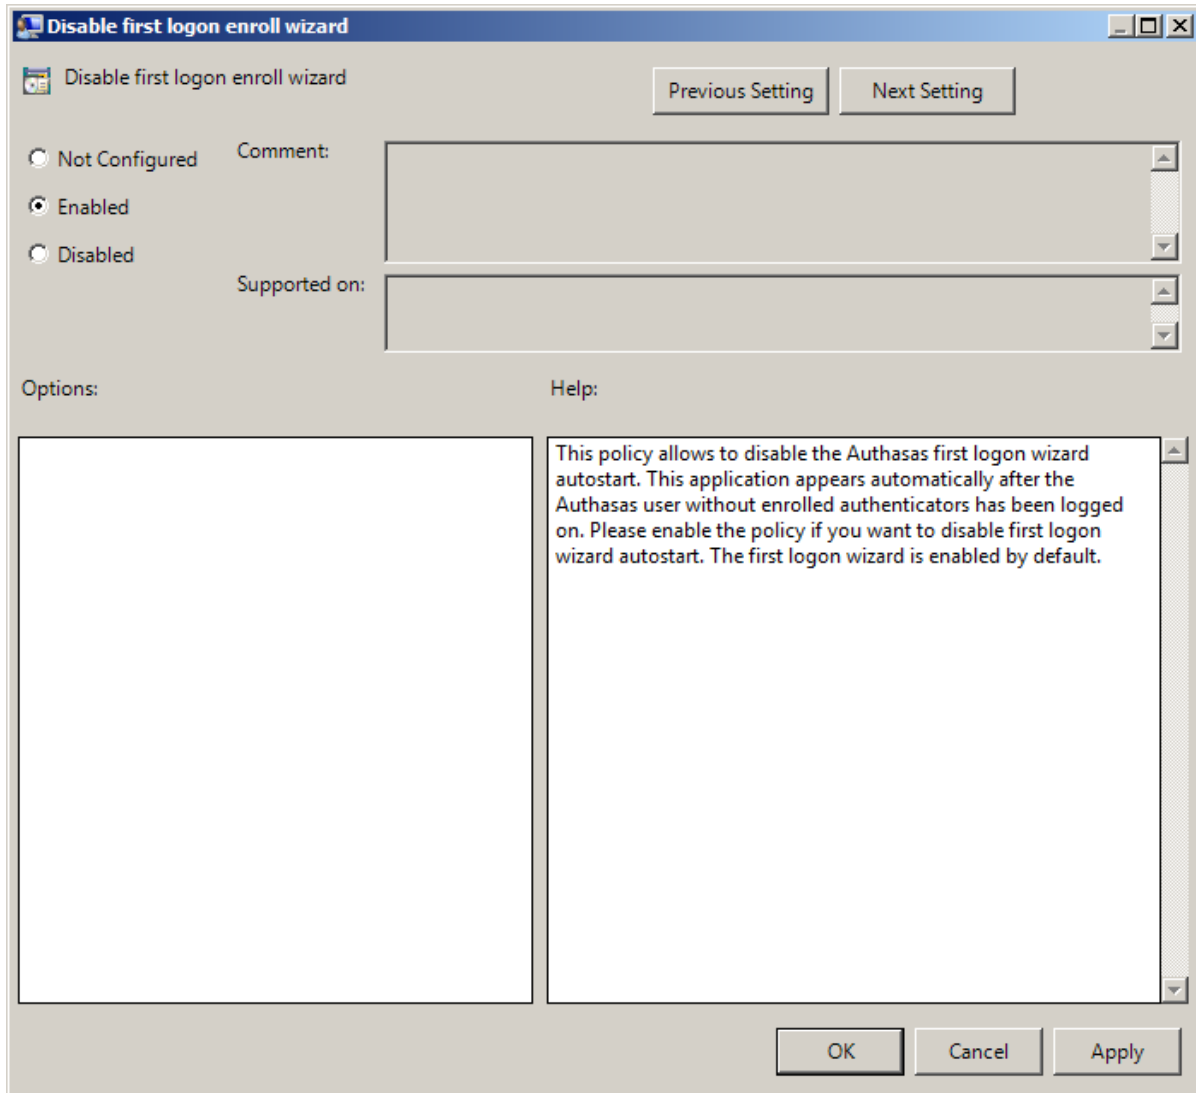 Disable first logon enroll wizard
Disable first logon enroll wizard
Previous Setting
Next Setting
Not Configured
Comment:
Enabled
Disabled
Supported on:
Options:
Help:
This policy allows to disable the Authasas first logon wizard
autostart. This application appears automatically after the
Authasas user without enrolled authenticators has been logged
on. Please enable the policy if you want to disable first logon
wizard autostart. The first logon wizard is enabled by default.
OK
Cancel
Apply